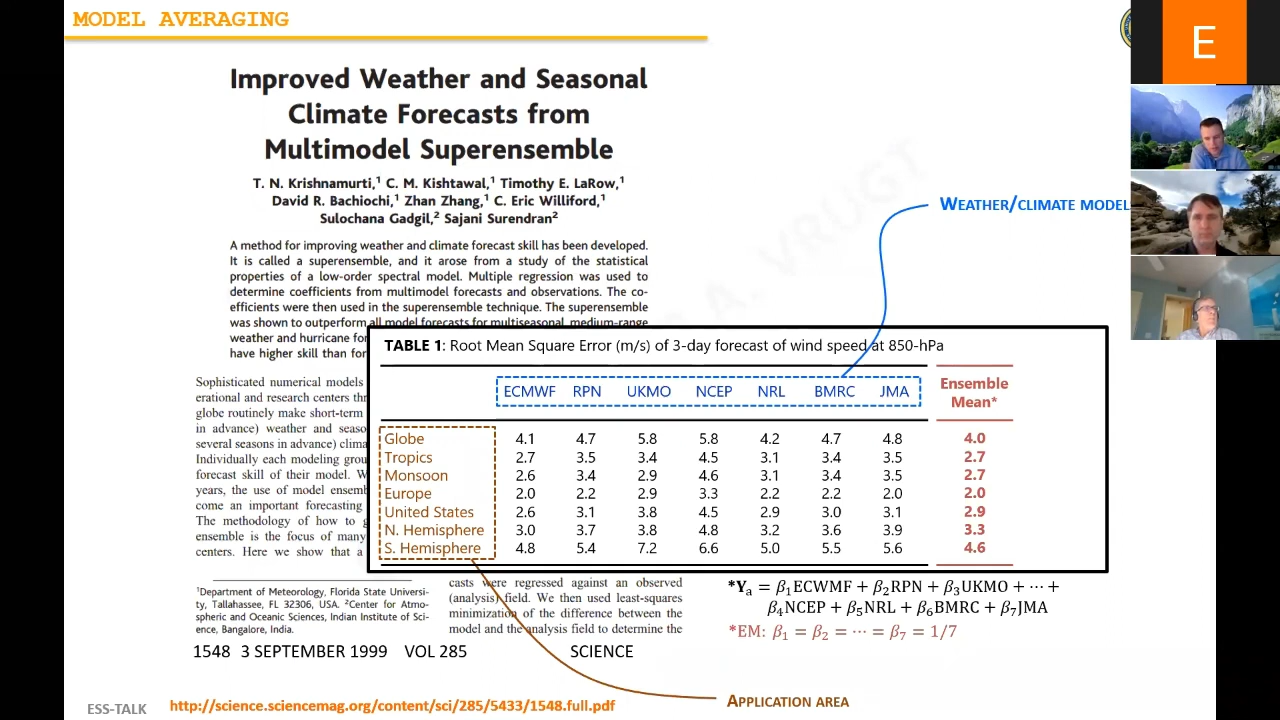 MODEL AVERAGING
E
Improved Weather and Seasonal
Climate Forecasts from
Multimodel Superensemble
T. N. Krishnamurti,¹ C. M. Kishtawal,¹ Timothy E. LaRow,¹
David R. Bachiochi,¹ Zhan Zhang,¹ C. Eric Williford,¹
Sulochana Gadgil,² Sajani Surendran²
A method for improving weather and climate forecast skill has been developed.
It is called a superensemble, and it arose from a study of the statistical
properties of a low-order spectral model. Multiple regression was used to
determine coefficients from multimodel forecasts and observations. The co-
efficients were then used in the superensemble technique. The superensemble
was shown to outperform all model forecasts for multiseasonal, medium-range
weather and hurricane for
have higher skill than for
Sophisticated numerical models
erational and research centers thr
globe routinely make short-term
in advance) weather and seaso
several seasons in advance) clima
Individually each modeling grou
forecast skill of their model. W
years, the use of model ensemb
come an important forecasting
The methodology of how to g
ensemble is the focus of many
centers. Here we show that a
¹Department of Meteorology, Florida State Universi-
ty, Tallahassee, FL 32306, USA. ²Center for Atmo-
spheric and Oceanic Sciences, Indian Institute of Sci-
ence, Bangalore, India.
casts were regressed against an observed
(analysis) field. We then used least-squares
minimization of the difference between the
model and the analysis field to determine the
1548 3 SEPTEMBER 1999 VOL 285 SCIENCE
A. VRUGT
WEATHER/CLIMATE MODEL
TABLE 1: Root Mean Square Error (m/s) of 3-day forecast of wind speed at 850-hPa
ECMWF RPN UKMO NCEP NRL BMRC JMA Ensemble Mean*
Globe 4.1 4.7 5.8 5.8 4.2 4.7 4.8 4.0
Tropics 2.7 3.5 3.4 4.5 3.1 3.4 3.5 2.7
Monsoon 2.6 3.4 2.9 4.6 3.1 3.4 3.5 2.7
Europe 2.0 2.2 2.9 3.3 2.2 2.2 2.0 2.0
United States 2.6 3.1 3.8 4.5 2.9 3.0 3.1 2.9
N. Hemisphere 3.0 3.7 3.8 4.8 3.2 3.6 3.9 3.3
S. Hemisphere 4.8 5.4 7.2 6.6 5.0 5.5 5.6 4.6
*Yₐ = β₁ECWMF + β₂RPN + β₃UKMO + ⋯ +
β₄NCEP + β₅NRL + β₆BMRC + β₇JMA
*EM: β₁ = β₂ = ⋯ = β₇ = 1/7
APPLICATION AREA
ESS-TALK http://science.sciencemag.org/content/sci/285/5433/1548.full.pdf